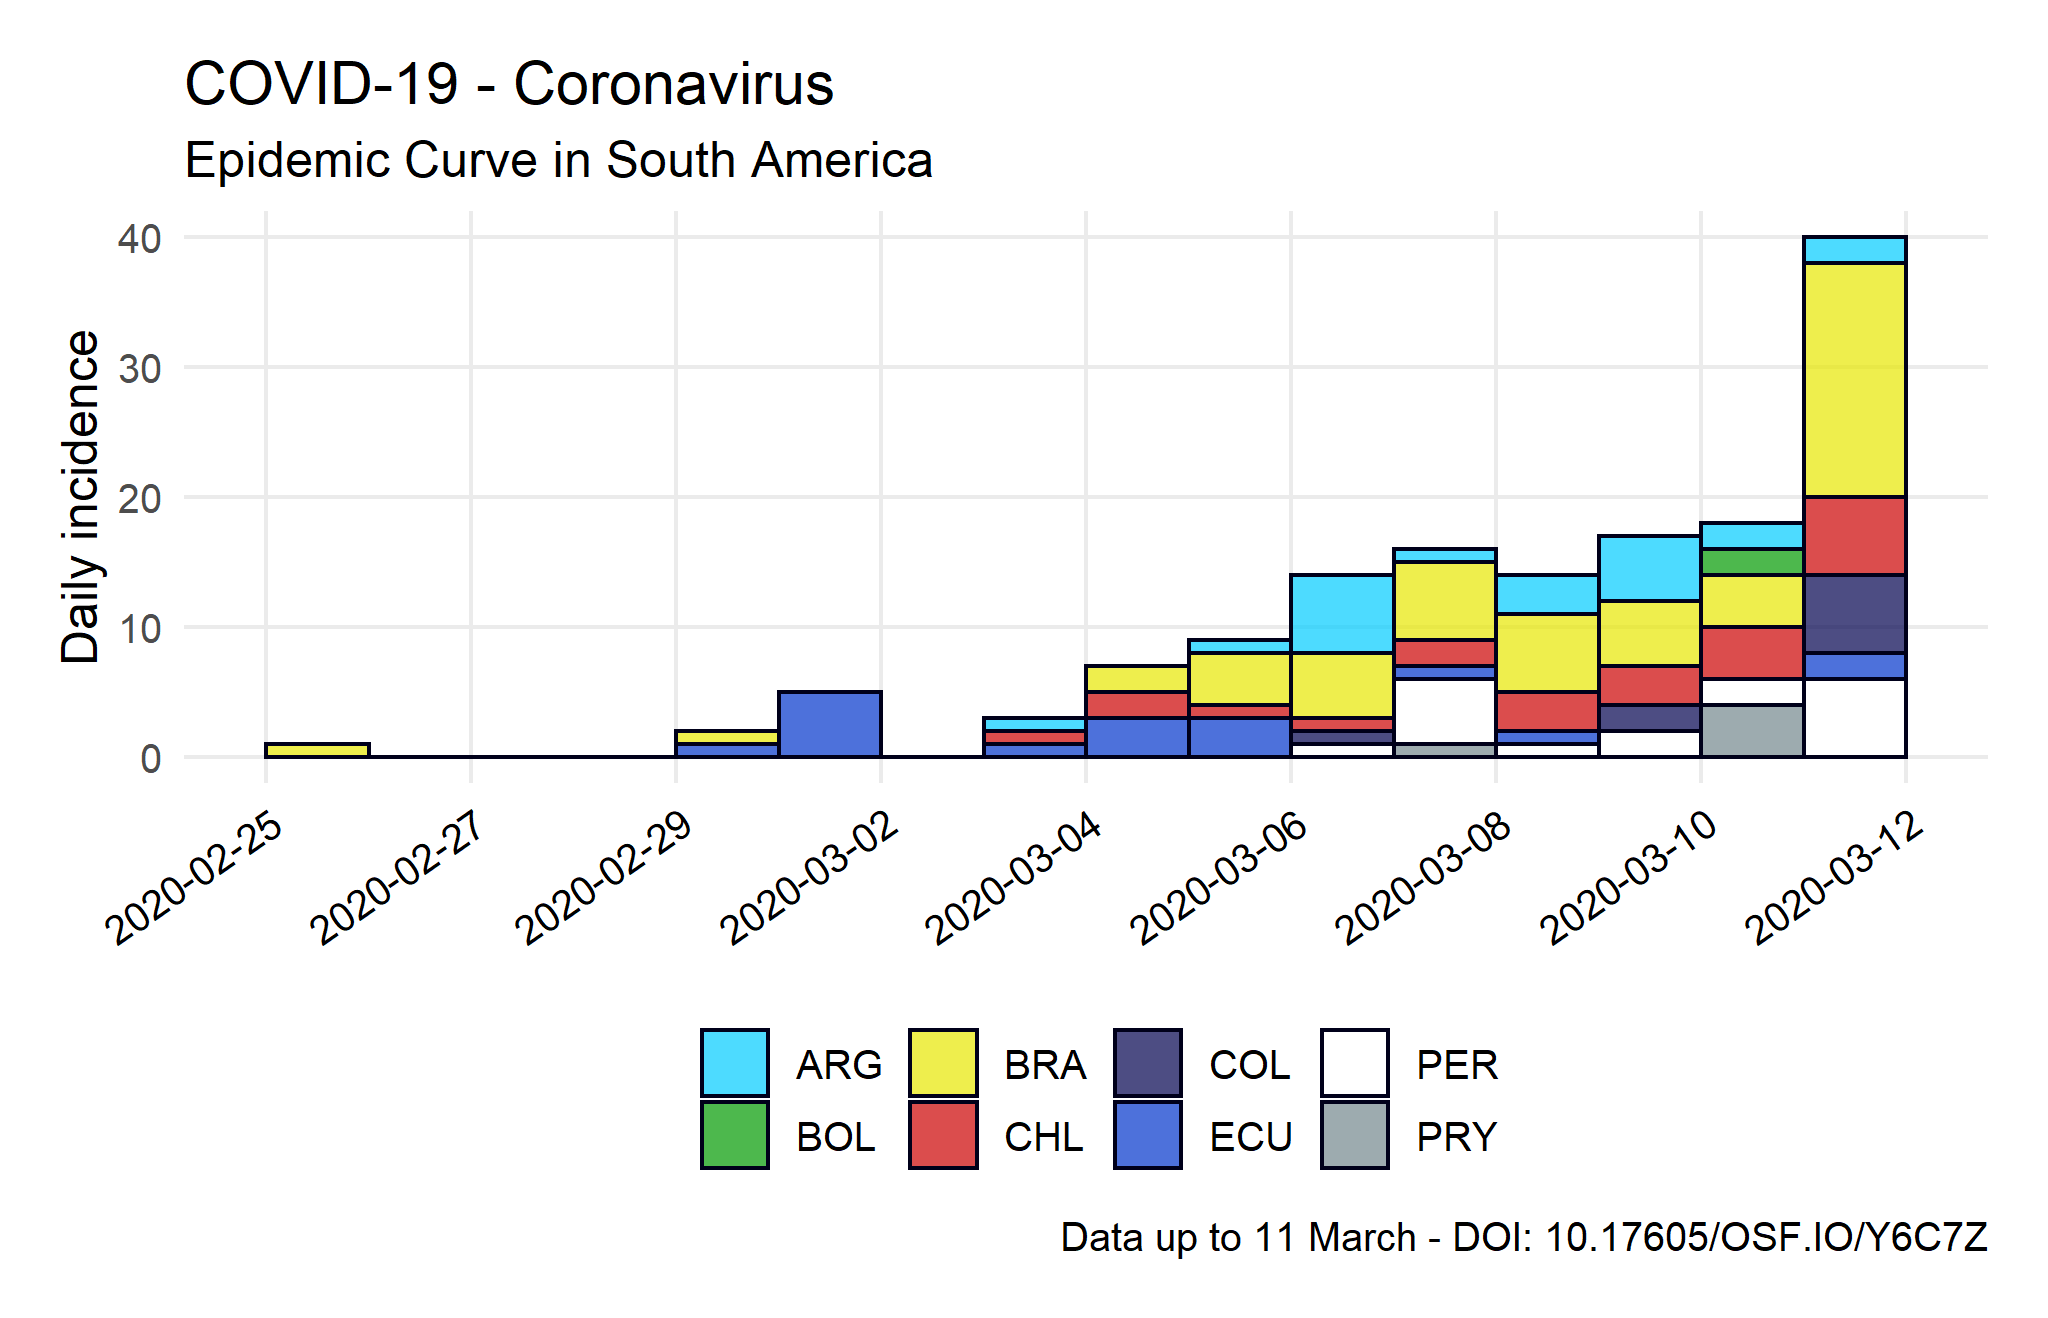 COVID-19 - Coronavirus
Epidemic Curve in South America
Daily incidence
40
30
20
10
0
2020-02-25
2020-02-27
2020-02-29
2020-03-02
2020-03-04
2020-03-06
2020-03-08
2020-03-10
2020-03-12
ARG BRA COL PER
BOL CHL ECU PRY
Data up to 11 March - DOI: 10.17605/OSF.IO/Y6C7Z